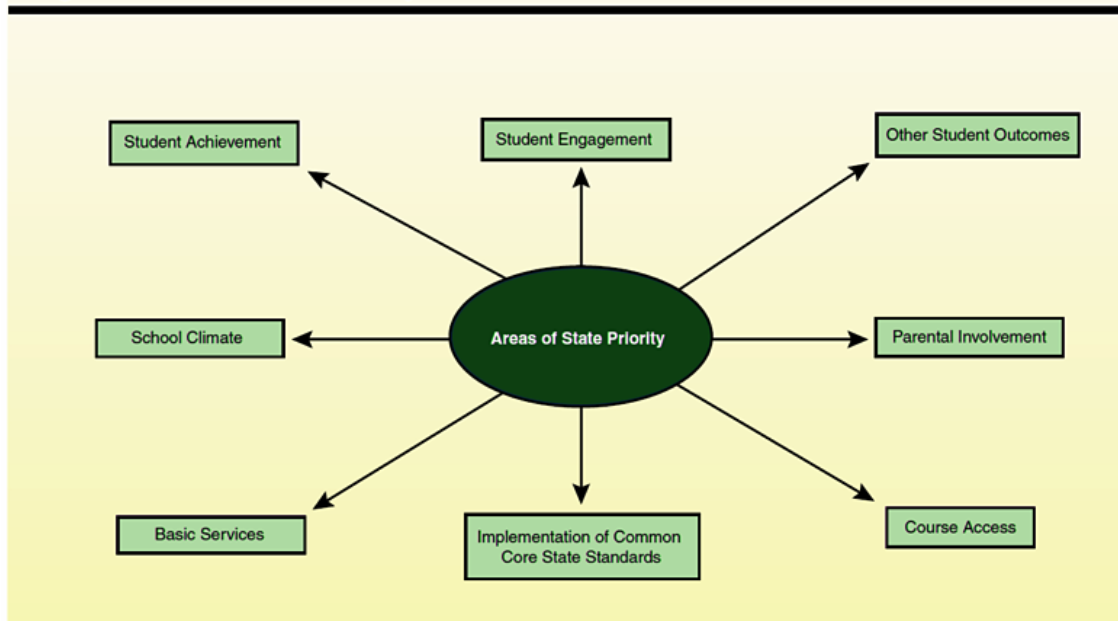 Student Achievement
Student Engagement
Other Student Outcomes
School Climate
Areas of State Priority
Parental Involvement
Basic Services
Implementation of Common
Core State Standards
Course Access